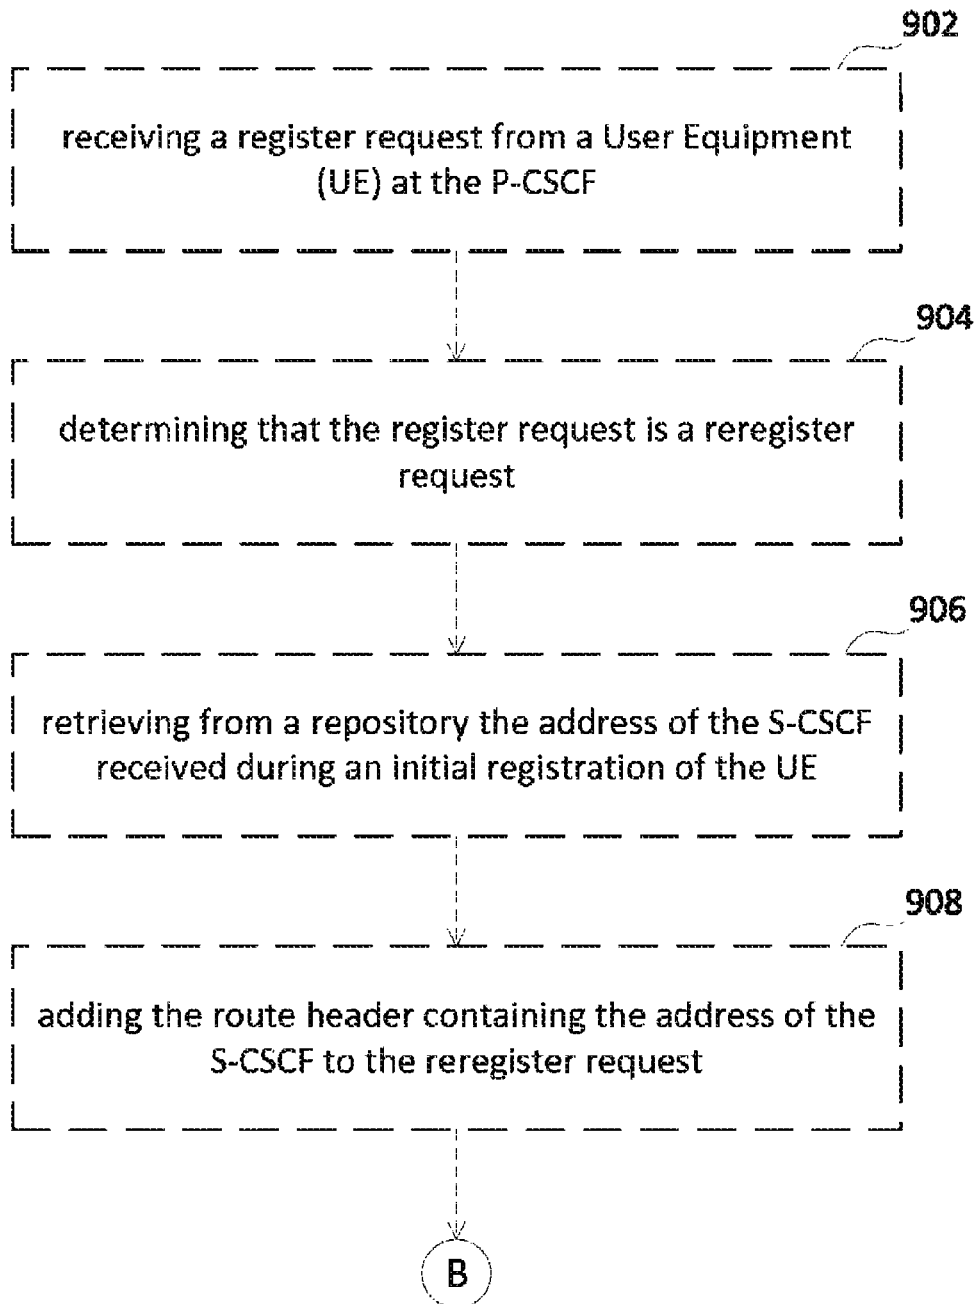 902
receiving a register request from a User Equipment
(UE) at the P-CSCF
904
determining that the register request is a reregister
request
906
retrieving from a repository the address of the S-CSCF
received during an initial registration of the UE
908
adding the route header containing the address of the
S-CSCF to the reregister request
B